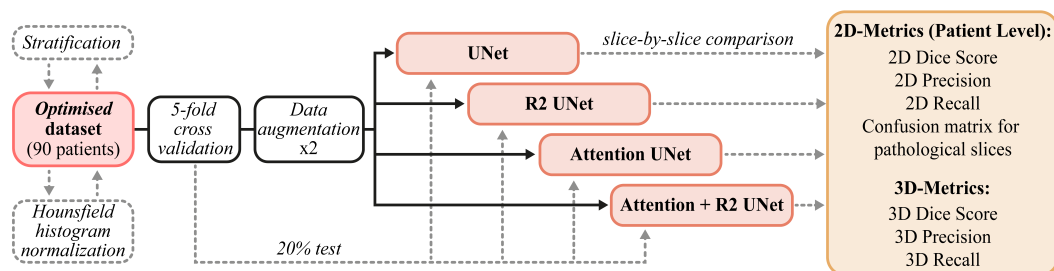 Stratification
Optimised
dataset
(90 patients)
Hounsfield
histogram
normalization
5-fold
cross
validation
Data
augmentation
x2
20% test
UNet
R2 UNet
Attention UNet
Attention + R2 UNet
slice-by-slice comparison
2D-Metrics (Patient Level):
2D Dice Score
2D Precision
2D Recall
Confusion matrix for
pathological slices
3D-Metrics:
3D Dice Score
3D Precision
3D Recall